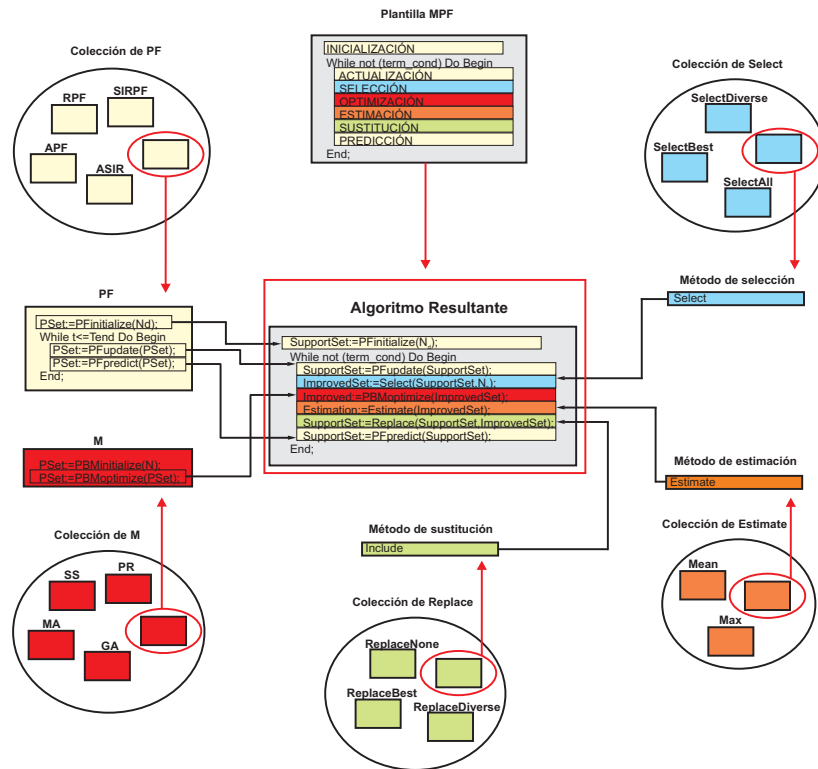 Plantilla MPF
INICIALIZACIÓN
While not (term_cond) Do Begin
ACTUALIZACIÓN
SELECCIÓN
OPTIMIZACIÓN
ESTIMACIÓN
SUSTITUCIÓN
PREDICCIÓN
End;
Colección de PF
RPF
SIRPF
APF
ASIR
Colección de Select
SelectDiverse
SelectBest
SelectAll
PF
PSet:=PFinitialize(Nd);
While t<=Tend Do Begin
PSet:=PFupdate(PSet);
PSet:=PFpredict(PSet);
End;
Algoritmo Resultante
SupportSet:=PFinitialize(Nd);
While not (term_cond) Do Begin
SupportSet:=PFupdate(SupportSet);
ImprovedSet:=Select(SupportSet,Ns);
Improved:=PBMoptimize(ImprovedSet);
Estimation:=Estimate(ImprovedSet);
SupportSet:=Replace(SupportSet,ImprovedSet);
SupportSet:=PFpredict(SupportSet);
End;
Método de selección
Select
M
PSet:=PBMinitialize(N);
PSet:=PBMoptimize(PSet);
Método de estimación
Estimate
Método de sustitución
Include
Colección de M
SS
PR
MA
GA
Colección de Replace
ReplaceNone
ReplaceBest
ReplaceDiverse
Colección de Estimate
Mean
Max